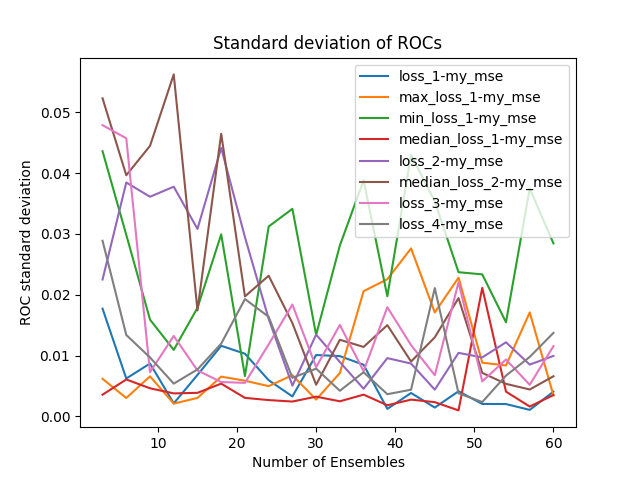 Standard deviation of ROCs
loss_1-my_mse
max_loss_1-my_mse
min_loss_1-my_mse
median_loss_1-my_mse
loss_2-my_mse
median_loss_2-my_mse
loss_3-my_mse
loss_4-my_mse
ROC standard deviation
0.05
0.04
0.03
0.02
0.01
0.00
10 20 30 40 50 60
Number of Ensembles